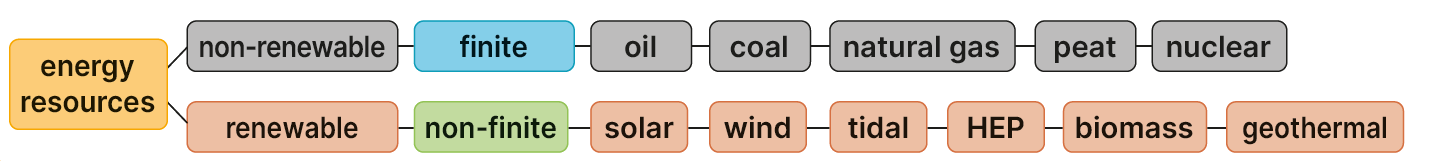 energy
resources
non-renewable
finite
oil
coal
natural gas
peat
nuclear
renewable
non-finite
solar
wind
tidal
HEP
biomass
geothermal